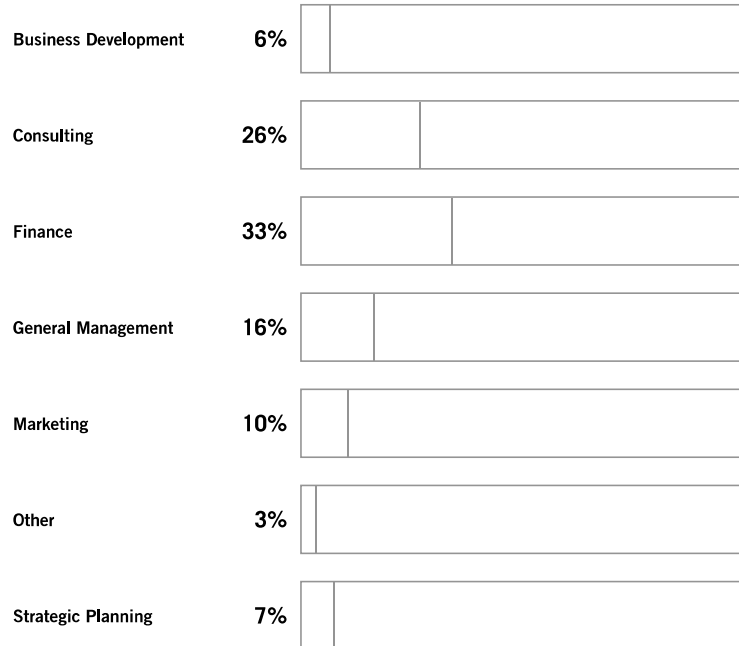 Business Development 6%
Consulting 26%
Finance 33%
General Management 16%
Marketing 10%
Other 3%
Strategic Planning 7%